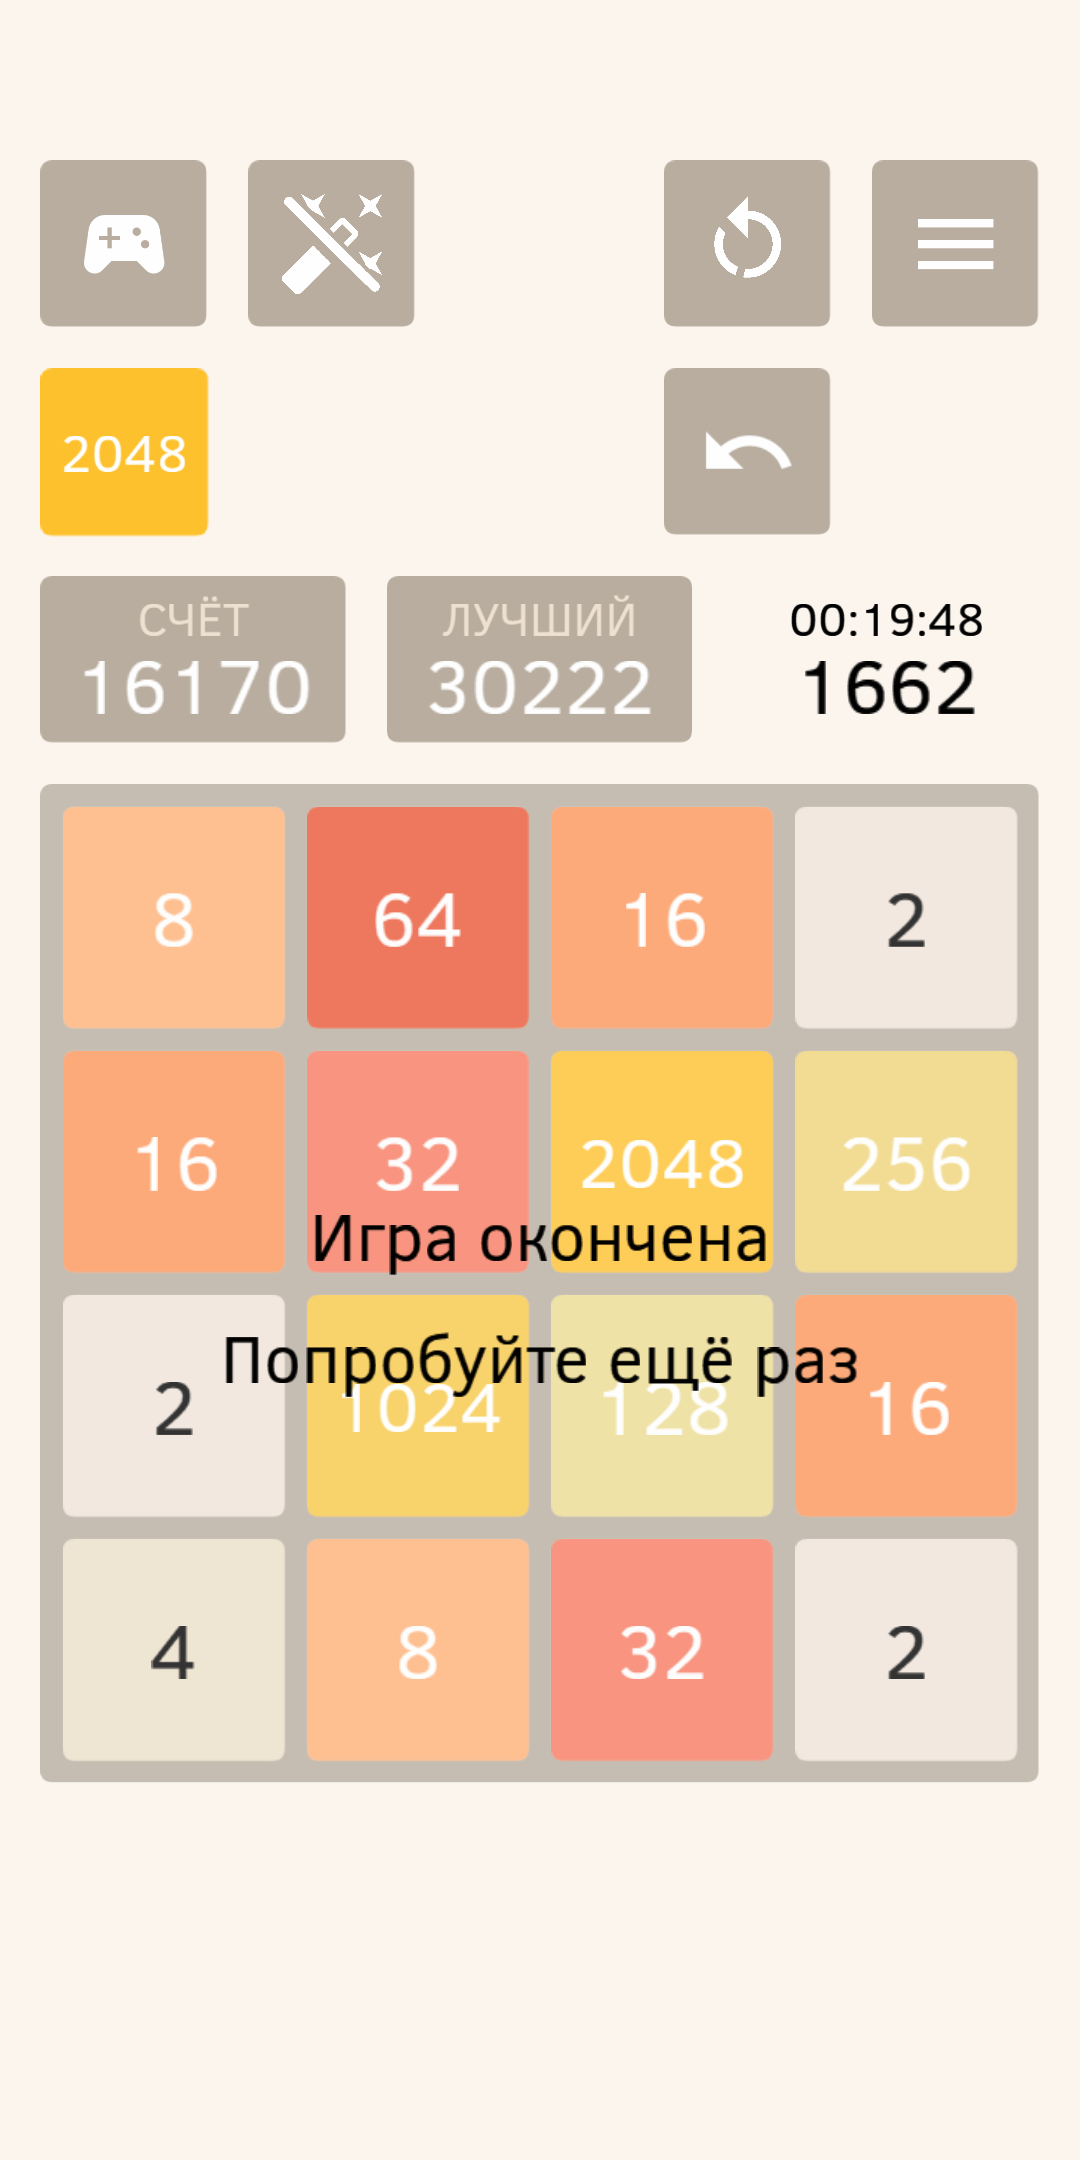 2048
СЧЁТ ЛУЧШИЙ 00:19:48
16170 30222 1662
8 64 16 2
16 32 2048 256
Игра окончена
Попробуйте ещё раз
2 1024 128 16
4 8 32 2